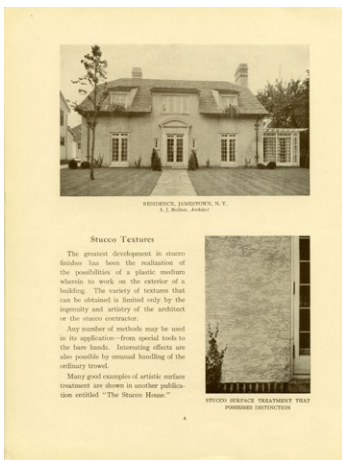 RESIDENCE, JAMESTOWN, N. Y.
Architect
Stucco Textures
The greatest development in stucco
finishes has been the realization of
the possibilities of a plastic medium
wherein to work on the exterior of a
building. The variety of textures that
can be obtained is limited only by the
ingenuity and artistry of the architect
or the stucco contractor.
Any number of methods may be used
in its application—from special tools to
the bare hands. Interesting effects are
also possible by unusual handling of the
ordinary trowel.
Many good examples of artistic surface
treatment are shown in another publica-
tion entitled "The Stucco House."
STUCCO SURFACE TREATMENT THAT
POSSESSES DISTINCTION